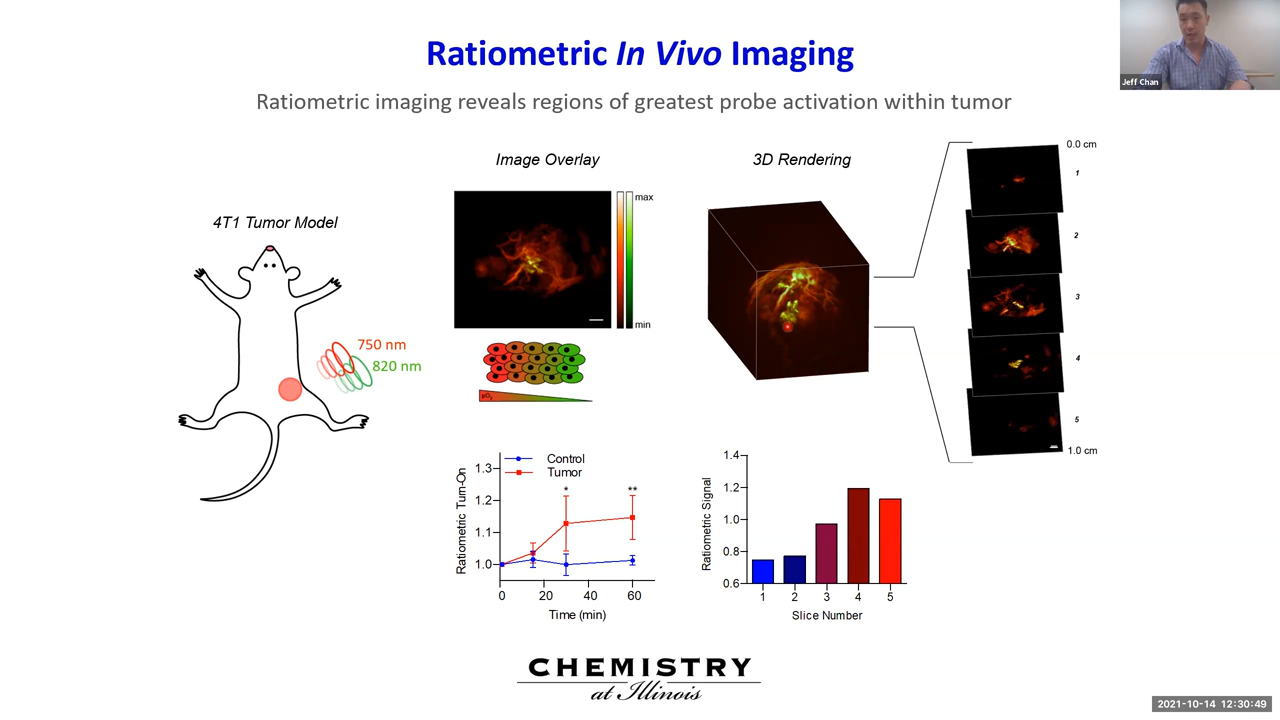 Ratiometric In Vivo Imaging
Ratiometric imaging reveals regions of greatest probe activation within tumor
Jeff Chan
4T1 Tumor Model
750 nm
820 nm
Image Overlay
max
min
pO₂
3D Rendering
0.0 cm
1
2
3
4
5
1.0 cm
Control
Tumor
Ratiometric Turn-On
1.3
1.2
1.1
1.0
*
**
0 20 40 60
Time (min)
Ratiometric Signal
1.4
1.2
1.0
0.8
0.6
1 2 3 4 5
Slice Number
CHEMISTRY
at Illinois
2021-10-14 12:30:49